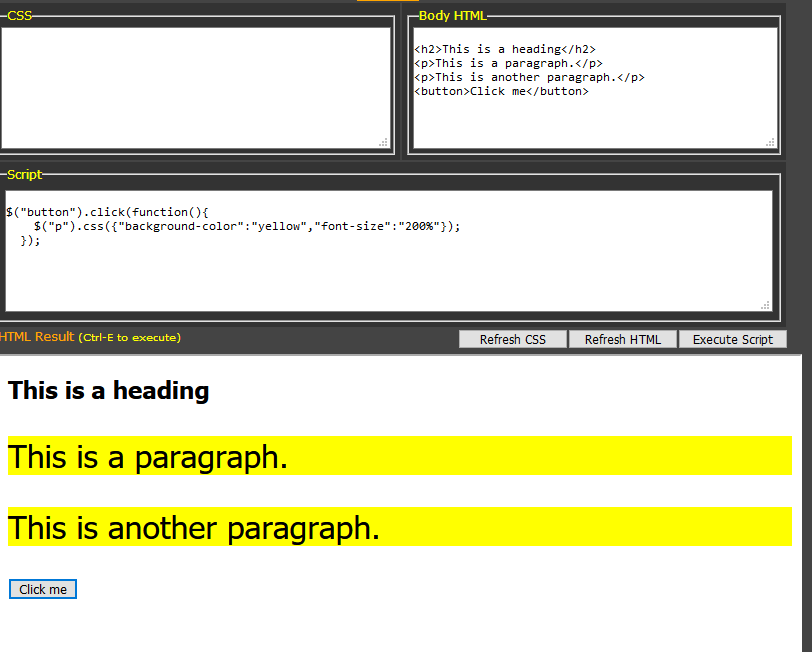 CSS
Body HTML
<h2>This is a heading</h2>
<p>This is a paragraph.</p>
<p>This is another paragraph.</p>
<button>Click me</button>
Script
$("button").click(function(){
    $("p").css({"background-color":"yellow","font-size":"200%"});
  });
HTML Result (Ctrl-E to execute)
Refresh CSS
Refresh HTML
Execute Script
This is a heading
This is a paragraph.
This is another paragraph.
Click me